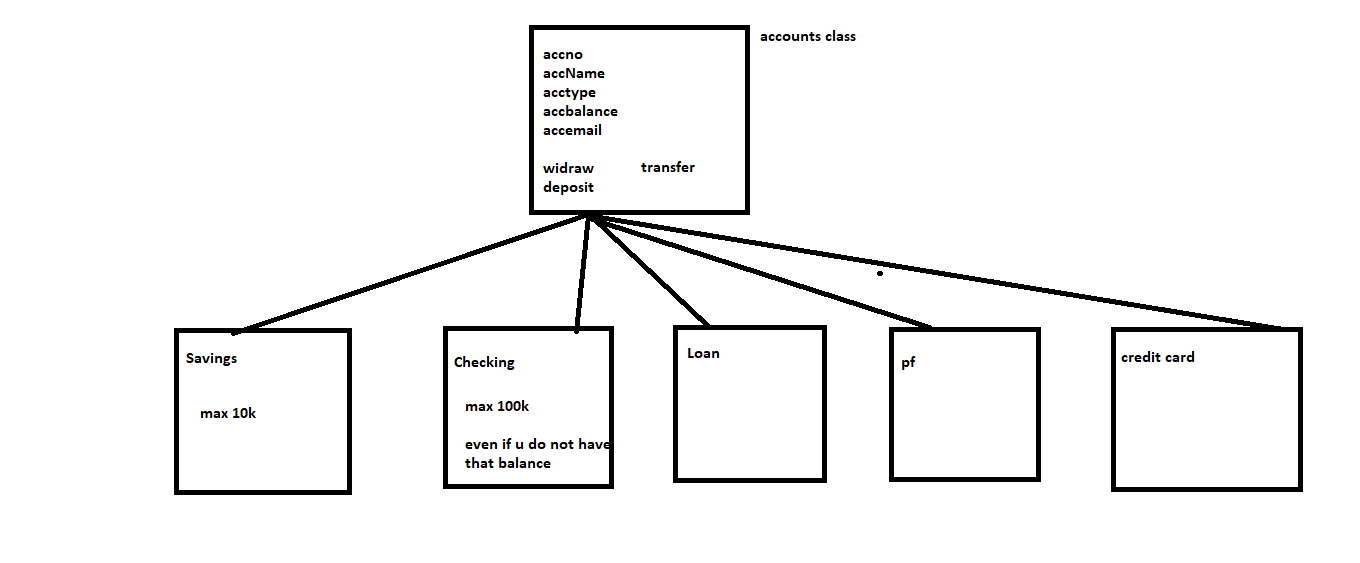 accounts class
accno
accName
acctype
accbalance
accemail
widraw transfer
deposit
Savings
max 10k
Checking
max 100k
even if u do not have
that balance
Loan
pf
credit card